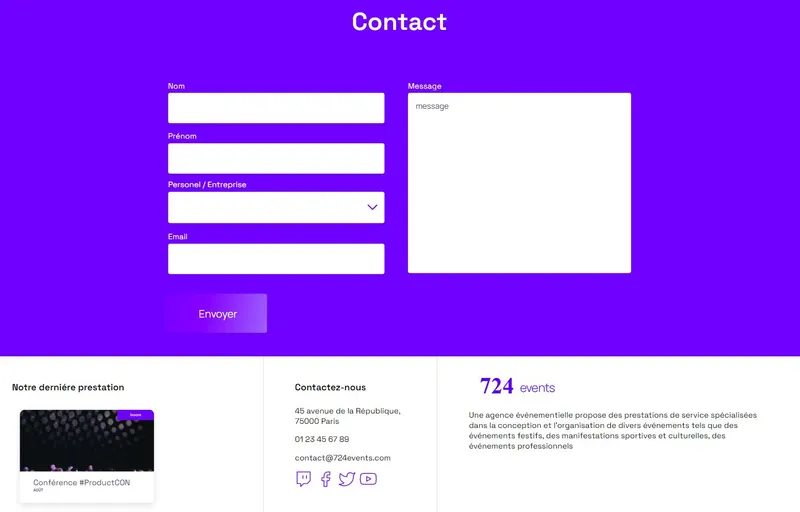 Contact
Nom
Prénom
Personel / Entreprise
Email
Message
message
Envoyer
Notre derniére prestation
Conférence #ProductCON
AOÛT
Contactez-nous
45 avenue de la République,
75000 Paris
01 23 45 67 89
contact@724events.com
724 events
Une agence événementielle propose des prestations de service spécialisées
dans la conception et l'organisation de divers événements tels que des
événements festifs, des manifestations sportives et culturelles, des
événements professionnels